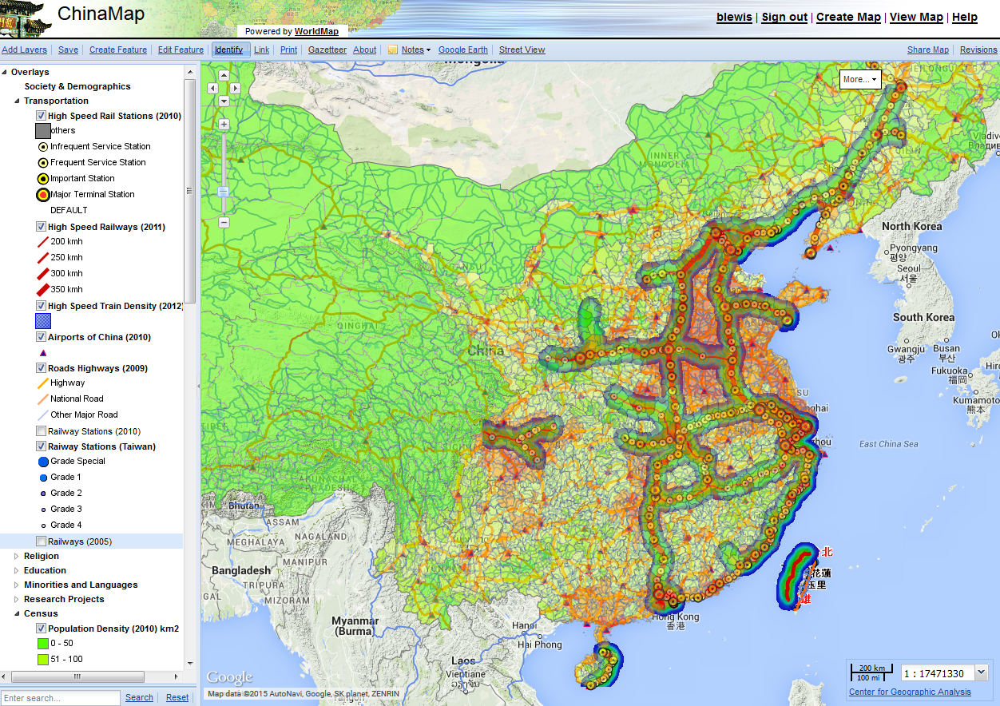 ChinaMap
Powered by WorldMap
blewis | Sign out | Create Map | View Map | Help
Add Layers
Save
Create Feature
Edit Feature
Identify
Link
Print
Gazetteer
About
Notes
Google Earth
Street View
Share Map
Revisions
Overlays
Society & Demographics
Transportation
High Speed Rail Stations (2010)
others
Infrequent Service Station
Frequent Service Station
Important Station
Major Terminal Station
DEFAULT
High Speed Railways (2011)
200 kmh
250 kmh
300 kmh
350 kmh
High Speed Train Density (2012)
Airports of China (2010)
Roads Highways (2009)
Highway
National Road
Other Major Road
Railway Stations (2010)
Raiway Stations (Taiwan)
Grade Special
Grade 1
Grade 2
Grade 3
Grade 4
Railways (2005)
Religion
Education
Minorities and Languages
Research Projects
Census
Population Density (2010) km2
0 - 50
51 - 100
Enter search...
Search
Reset
More...
Mongolia
INNER
MONGOLIA
North Korea
Pyongyang
평양
Seoul
서울
South Korea
Gwangju
광주
Busan
부산
Fukuoka
福岡
Kumamoto
熊本
QINGHAI
China
East China Sea
Bhutan
ASSAM
MEGHALAYA
NAGALAND
MANIPUR
Bangladesh
TRIPURA
MIZORAM
Myanmar
(Burma)
Hanoi
Hai Phong
Laos
Vientiane
Hong Kong
香港
北
花蓮
玉里
雄
Google
Map data ©2015 AutoNavi, Google, SK planet, ZENRIN
200 km
100 mi
1 : 17471330
Center for Geographic Analysis